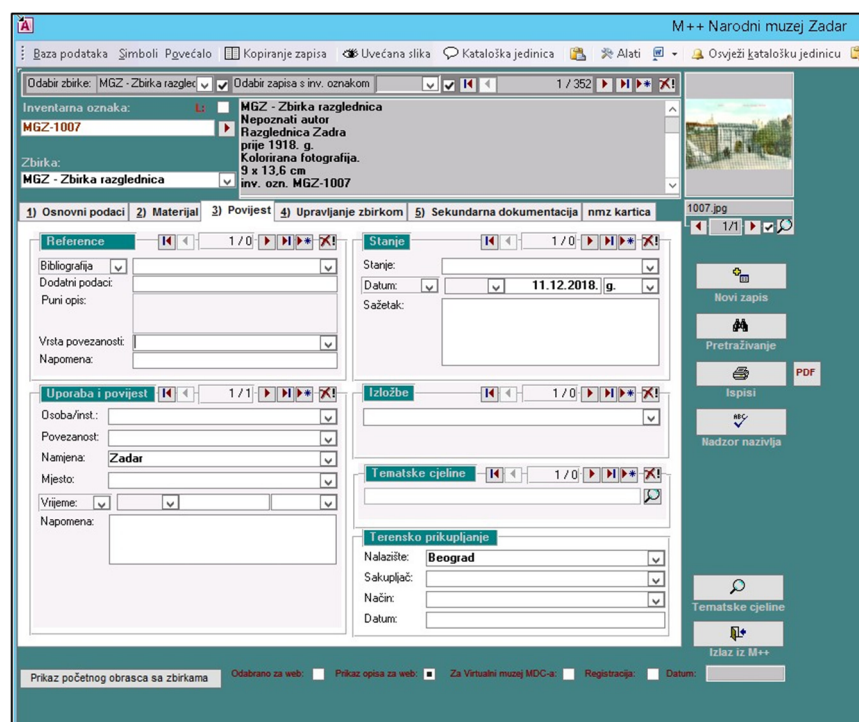 M++ Narodni muzej Zadar
Baza podataka Simboli Povećalo Kopiranje zapisa Uvećana slika Kataloška jedinica Alati Osvježi katalošku jedinicu
Odabir zbirke: MGZ - Zbirka razgled Odabir zapisa s inv. oznakom 1 / 352
Inventarna oznaka: L:
MGZ-1007
Zbirka:
MGZ - Zbirka razglednica
MGZ - Zbirka razglednica
Nepoznati autor
Razglednica Zadra
prije 1918. g.
Kolorirana fotografija.
9 x 13,6 cm
inv. ozn. MGZ-1007
1007.jpg
1/1
1) Osnovni podaci 2) Materijal 3) Povijest 4) Upravljanje zbirkom 5) Sekundarna dokumentacija nmz kartica
Reference 1 / 0
Bibliografija
Dodatni podaci:
Puni opis:
Vrsta povezanosti:
Napomena:
Uporaba i povijest 1 / 1
Osoba/inst.:
Povezanost:
Namjena: Zadar
Mjesto:
Vrijeme:
Napomena:
Stanje 1 / 0
Stanje:
Datum: 11.12.2018. g.
Sažetak:
Izložbe 1 / 0
Tematske cjeline 1 / 0
Terensko prikupljanje
Nalazište: Beograd
Sakupljač:
Način:
Datum:
Novi zapis
Pretraživanje
PDF
Ispisi
ABC
Nadzor nazivlja
Tematske cjeline
Izlaz iz M++
Prikaz početnog obrasca sa zbirkama Odabrano za web: Prikaz opisa za web: Za Virtualni muzej MDC-a: Registracija: Datum: